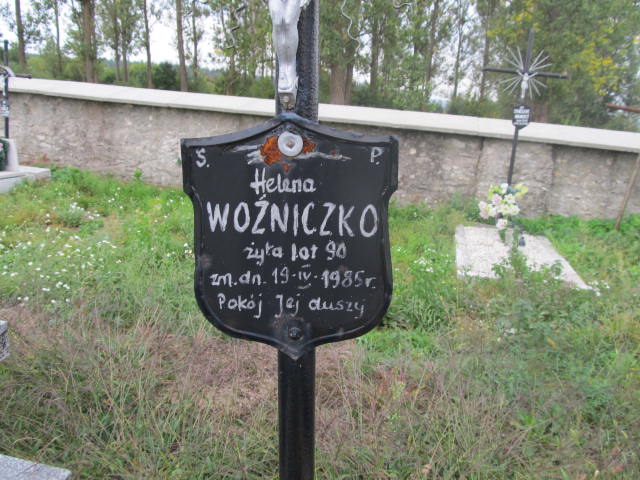 Ś. P.
Helena
WOŹNICZKO
żyła lat 90
zm. dn. 19-IV-1985r.
Pokój Jej duszy